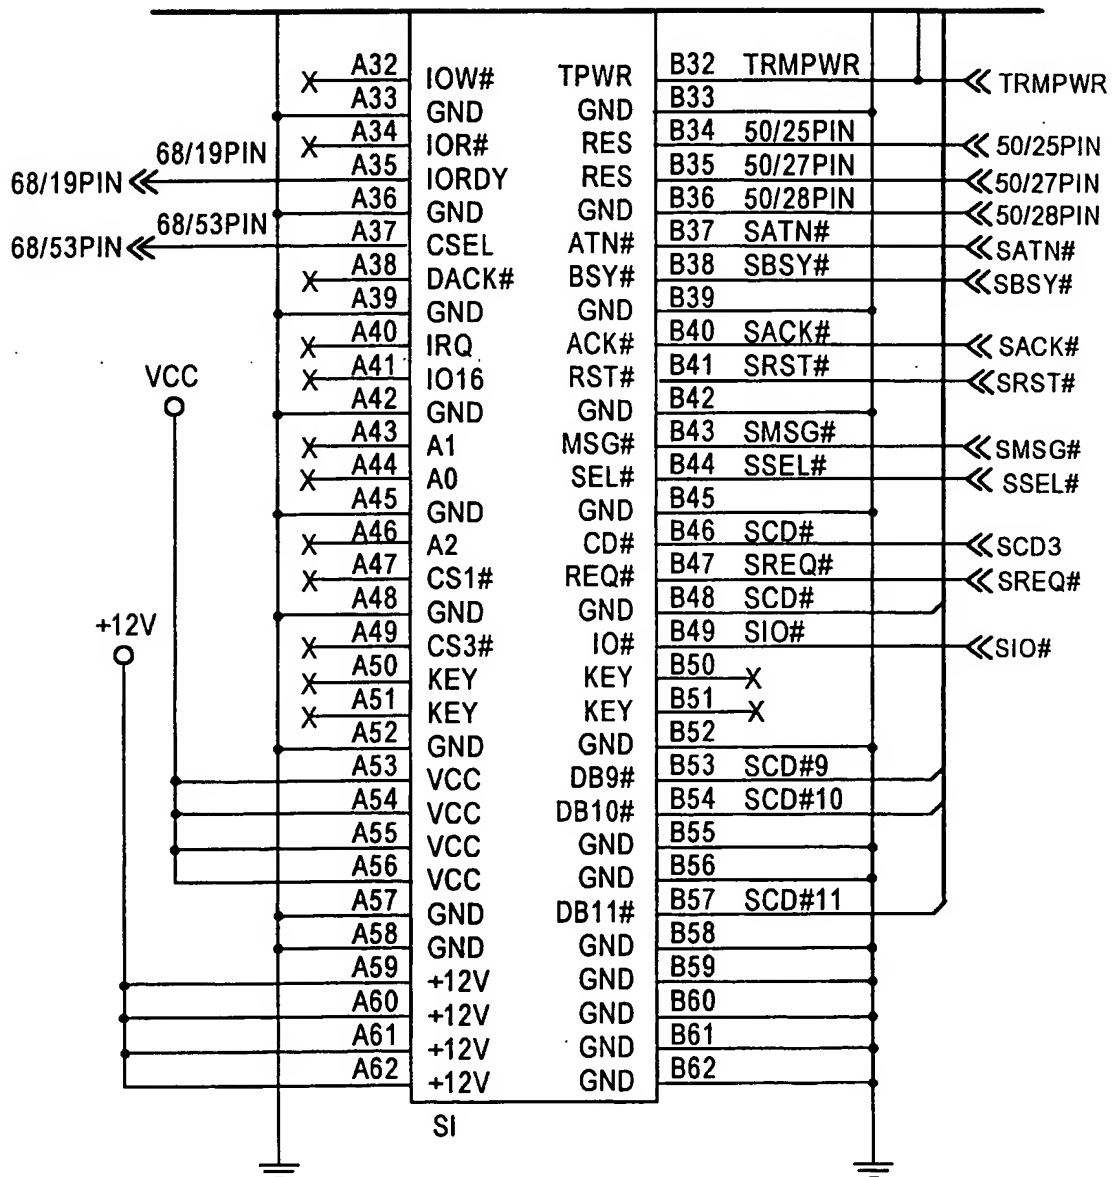 A32 IOW# TPWR B32 TRMPWR TRMPWR
A33 GND GND B33
A34 IOR# RES B34 50/25PIN 50/25PIN
68/19PIN 68/19PIN A35 IORDY RES B35 50/27PIN 50/27PIN
A36 GND GND B36 50/28PIN 50/28PIN
68/53PIN 68/53PIN A37 CSEL ATN# B37 SATN# SATN#
A38 DACK# BSY# B38 SBSY# SBSY#
A39 GND GND B39
A40 IRQ ACK# B40 SACK# SACK#
VCC A41 IO16 RST# B41 SRST# SRST#
A42 GND GND B42
A43 A1 MSG# B43 SMSG# SMSG#
A44 A0 SEL# B44 SSEL# SSEL#
A45 GND GND B45
A46 A2 CD# B46 SCD# SCD3
A47 CS1# REQ# B47 SREQ# SREQ#
A48 GND GND B48 SCD#
+12V A49 CS3# IO# B49 SIO# SIO#
A50 KEY KEY B50
A51 KEY KEY B51
A52 GND GND B52
A53 VCC DB9# B53 SCD#9
A54 VCC DB10# B54 SCD#10
A55 VCC GND B55
A56 VCC GND B56
A57 GND DB11# B57 SCD#11
A58 GND GND B58
A59 +12V GND B59
A60 +12V GND B60
A61 +12V GND B61
A62 +12V GND B62
SI